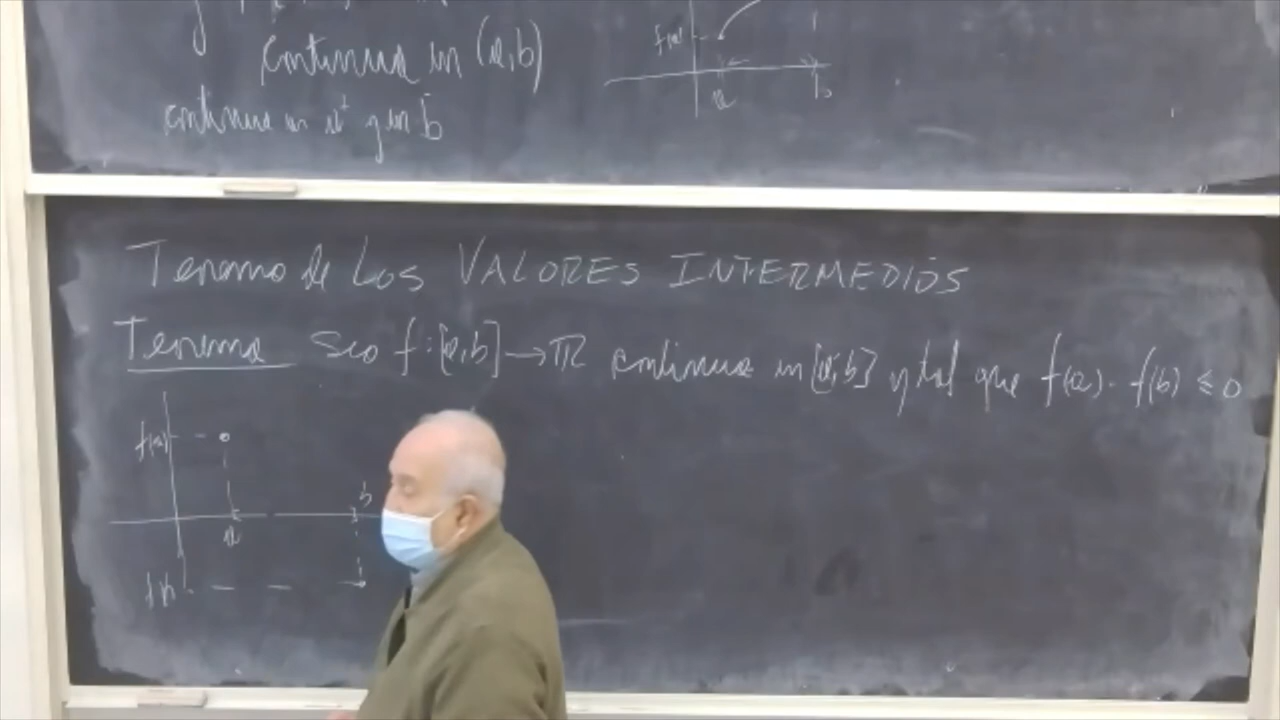 continua en (a,b)
continua en a⁺ y en b⁻
f(a)
a
b
Teorema de Los VALORES INTERMEDIOS
Teorema Sea f:[a,b]→ℝ continua en [a,b] y tal que f(a). f(b) ≤ 0
f(a)
b
a
f(b)